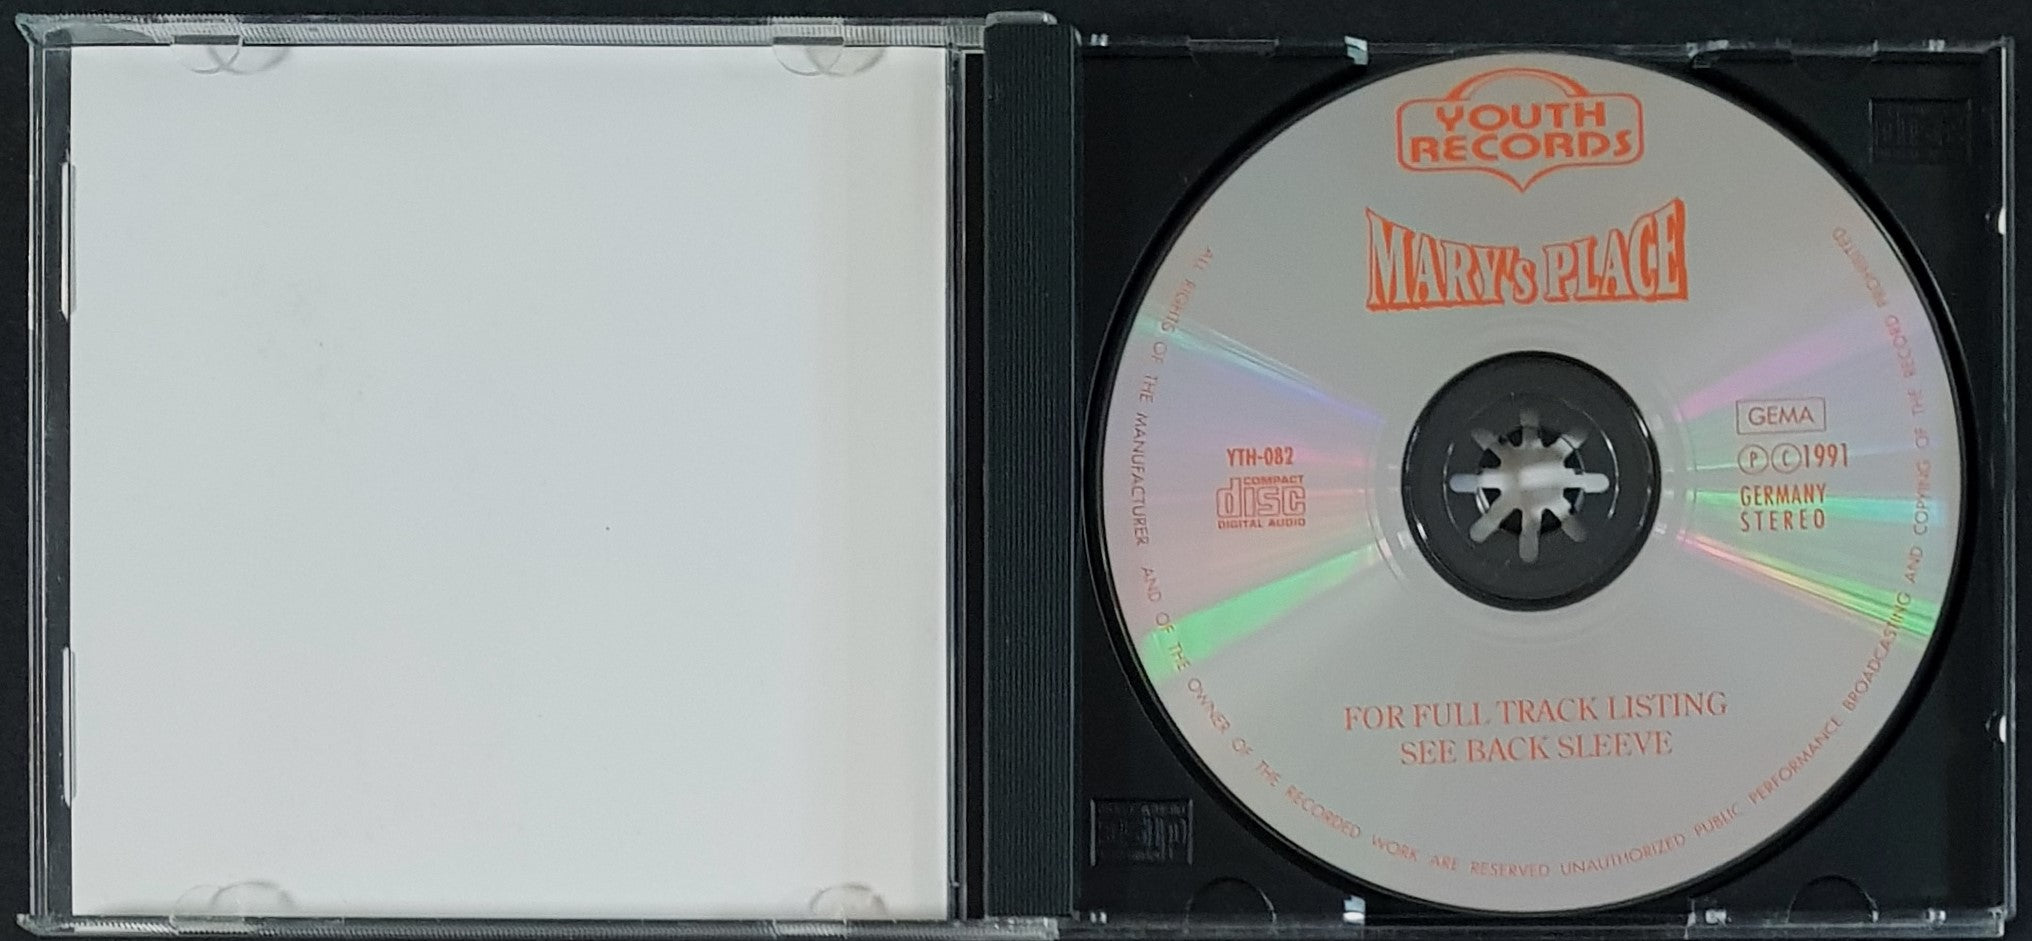 YOUTH
RECORDS
MARY's PLACE
YTH-082
COMPACT
disc
DIGITAL AUDIO
GEMA
Ⓟ Ⓒ 1991
GERMANY
STEREO
FOR FULL TRACK LISTING
SEE BACK SLEEVE
ALL RIGHTS OF THE MANUFACTURER AND OF THE OWNER OF THE RECORDED WORK ARE RESERVED UNAUTHORIZED PUBLIC PERFORMANCE BROADCASTING AND COPYING OF THE RECORD PROHIBITED